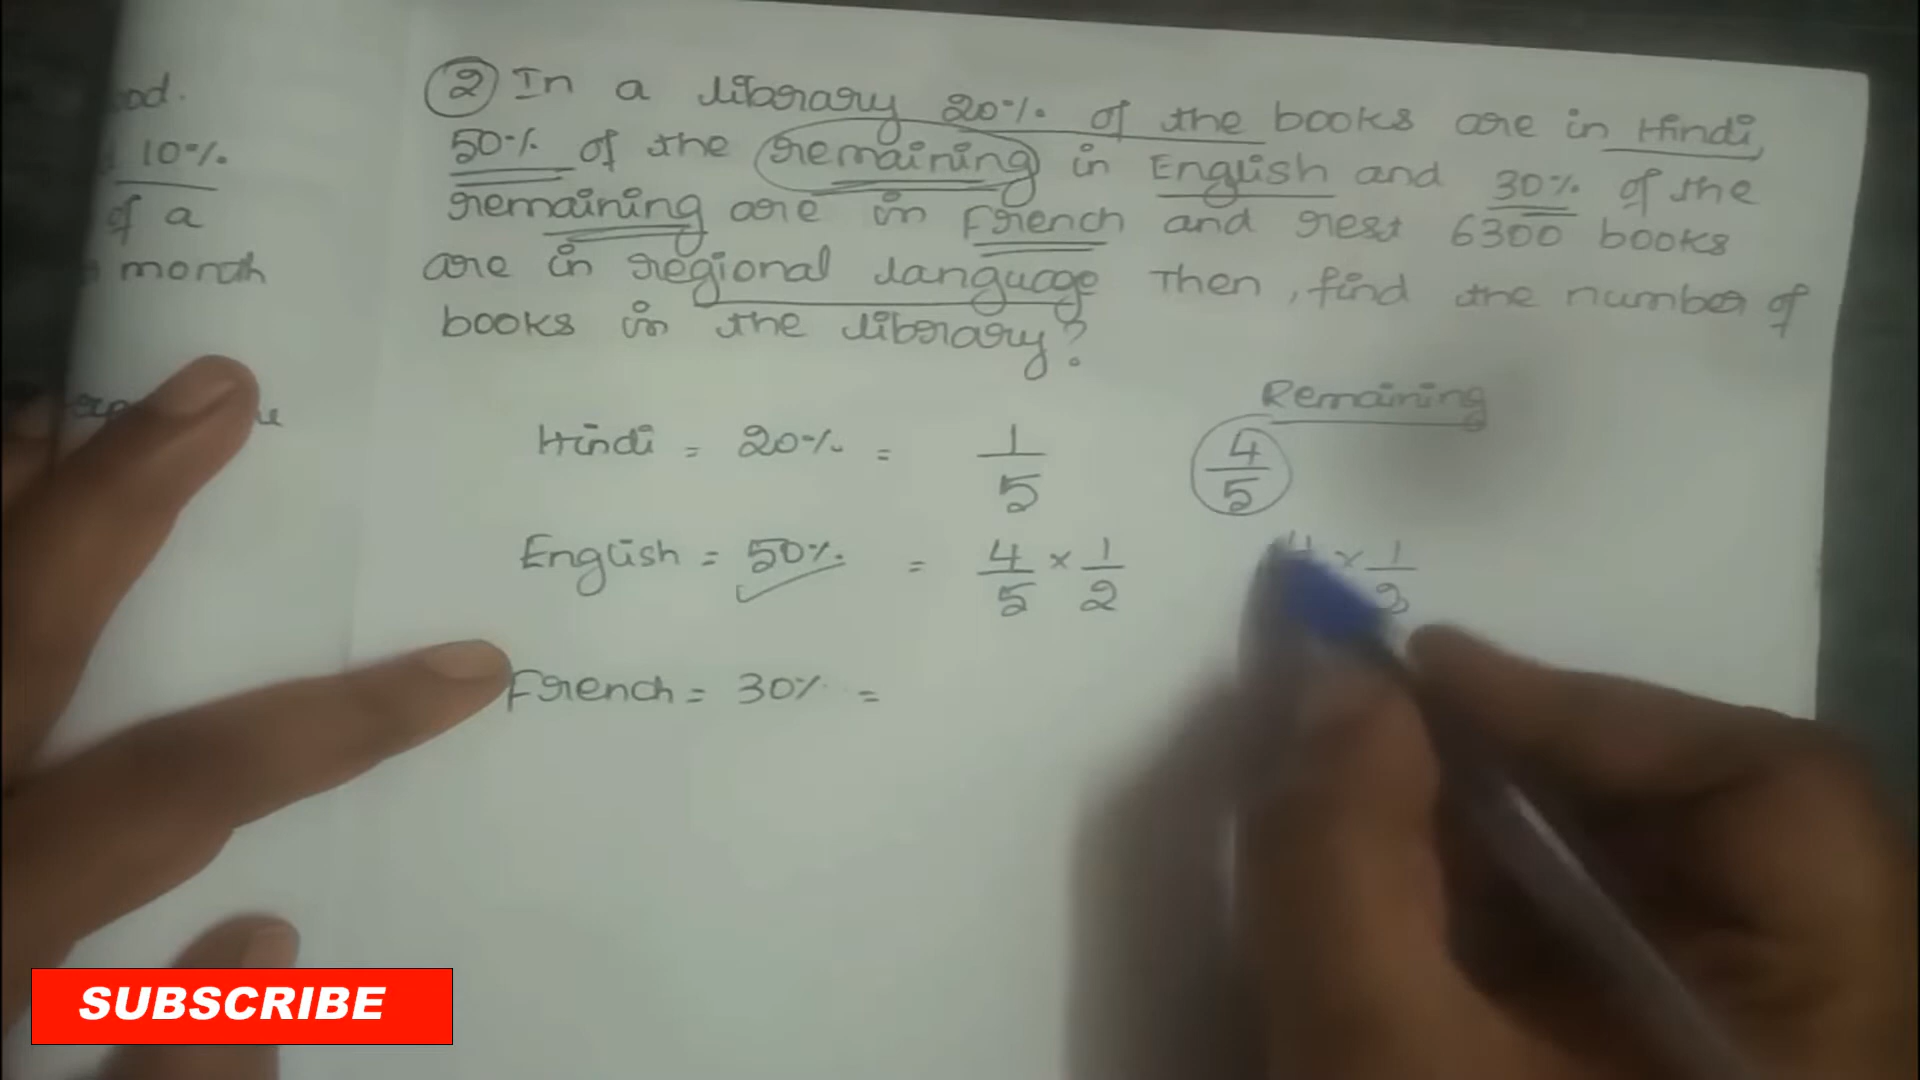 od.
10%
of a
month
② In a library 20% of the books are in Hindi,
50% of the remaining in English and 30% of the
remaining are in French and rest 6300 books
are in regional language Then, find the number of
books in the library?
Remaining
Hindi = 20% = 1/5 4/5
English = 50% = 4/5 × 1/2 4 × 1/2
French = 30% =
SUBSCRIBE